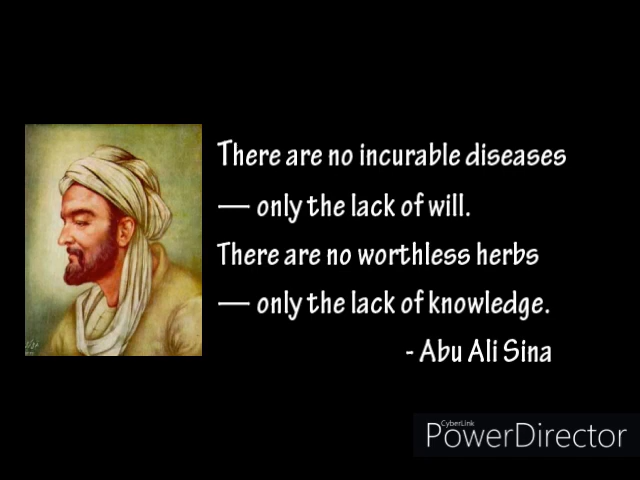 There are no incurable diseases
— only the lack of will.
There are no worthless herbs
— only the lack of knowledge.
- Abu Ali Sina
CyberLink
PowerDirector